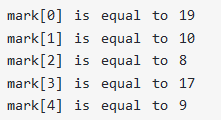 mark[0] is equal to 19
mark[1] is equal to 10
mark[2] is equal to 8
mark[3] is equal to 17
mark[4] is equal to 9